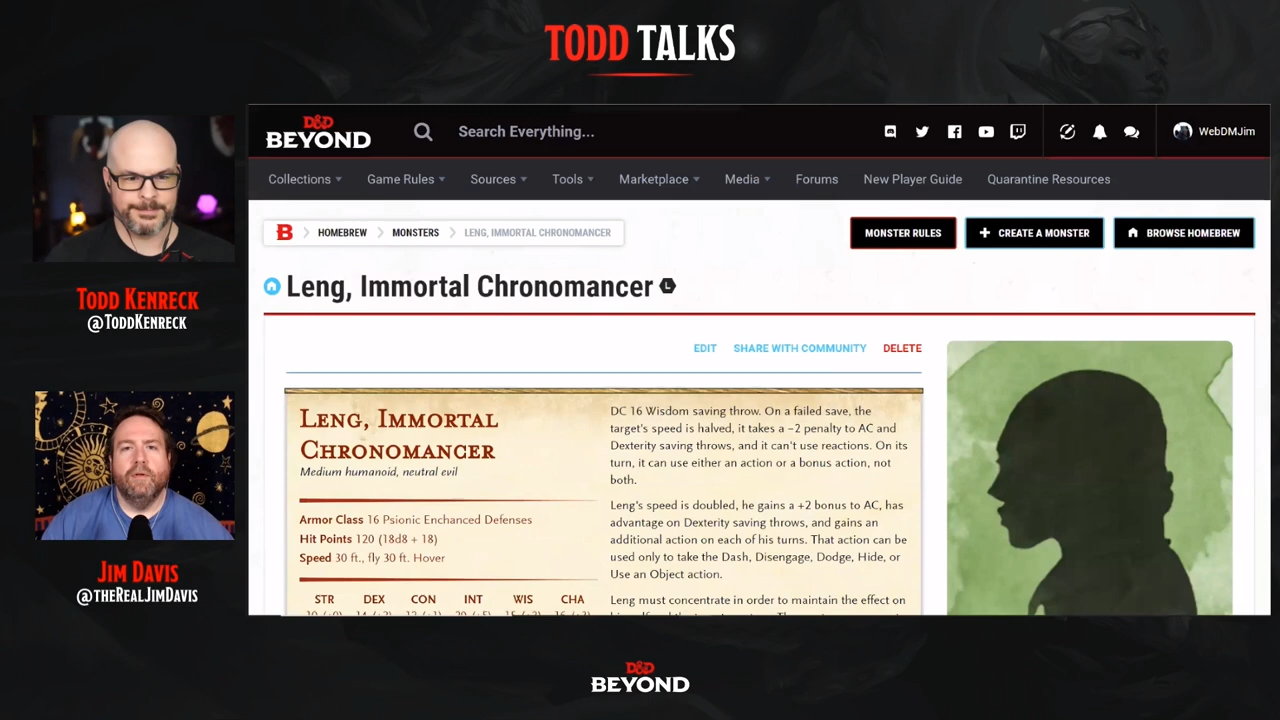 TODD TALKS
D&D
BEYOND
Search Everything...
WebDMJim
Collections
Game Rules
Sources
Tools
Marketplace
Media
Forums
New Player Guide
Quarantine Resources
B
HOMEBREW
MONSTERS
LENG, IMMORTAL CHRONOMANCER
MONSTER RULES
+ CREATE A MONSTER
BROWSE HOMEBREW
Leng, Immortal Chronomancer L
EDIT
SHARE WITH COMMUNITY
DELETE
LENG, IMMORTAL
CHRONOMANCER
Medium humanoid, neutral evil
Armor Class 16 Psionic Enchanced Defenses
Hit Points 120 (18d8 + 18)
Speed 30 ft., fly 30 ft. Hover
STR DEX CON INT WIS CHA
DC 16 Wisdom saving throw. On a failed save, the
target's speed is halved, it takes a −2 penalty to AC and
Dexterity saving throws, and it can't use reactions. On its
turn, it can use either an action or a bonus action, not
both.
Leng's speed is doubled, he gains a +2 bonus to AC, has
advantage on Dexterity saving throws, and gains an
additional action on each of his turns. That action can be
used only to take the Dash, Disengage, Dodge, Hide, or
Use an Object action.
Leng must concentrate in order to maintain the effect on
TODD KENRECK
@TODDKENRECK
JIM DAVIS
@THEREALJIMDAVIS
D&D
BEYOND